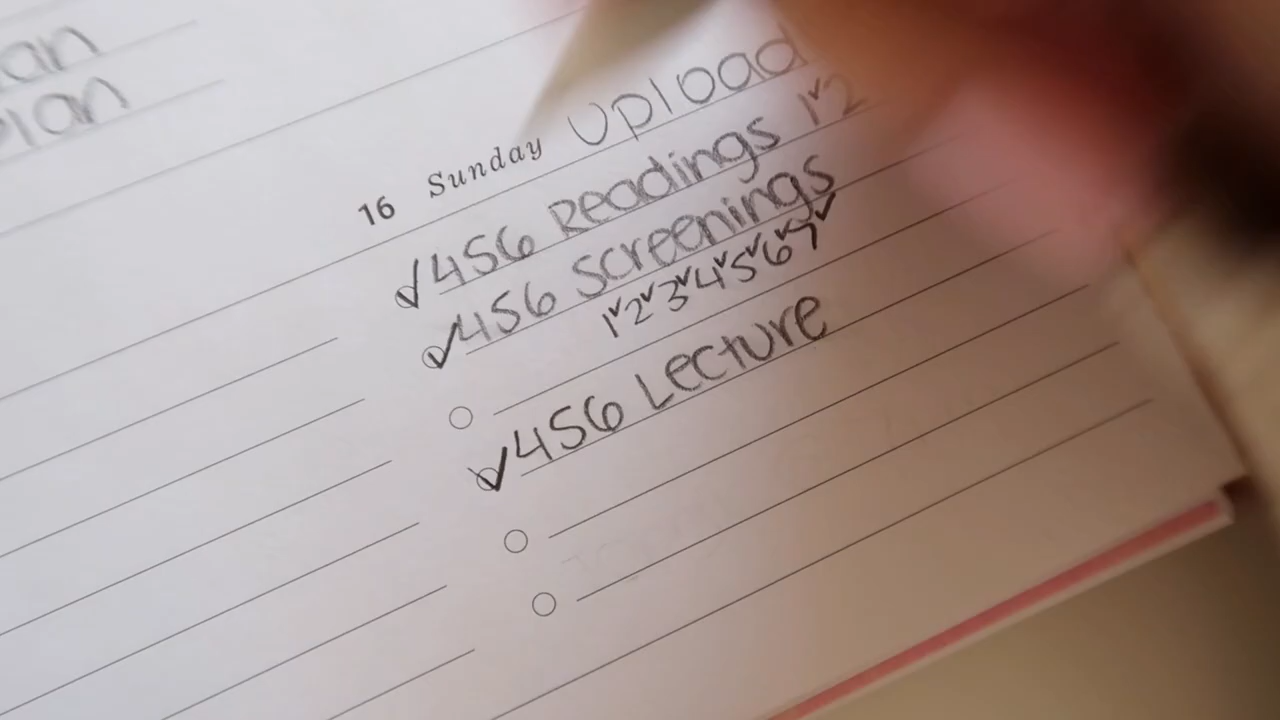 an
Plan
16 Sunday Upload
✓456 Readings 1✓2
✓456 Screenings
1✓2✓3✓4✓5✓6✓7✓
✓456 Lecture